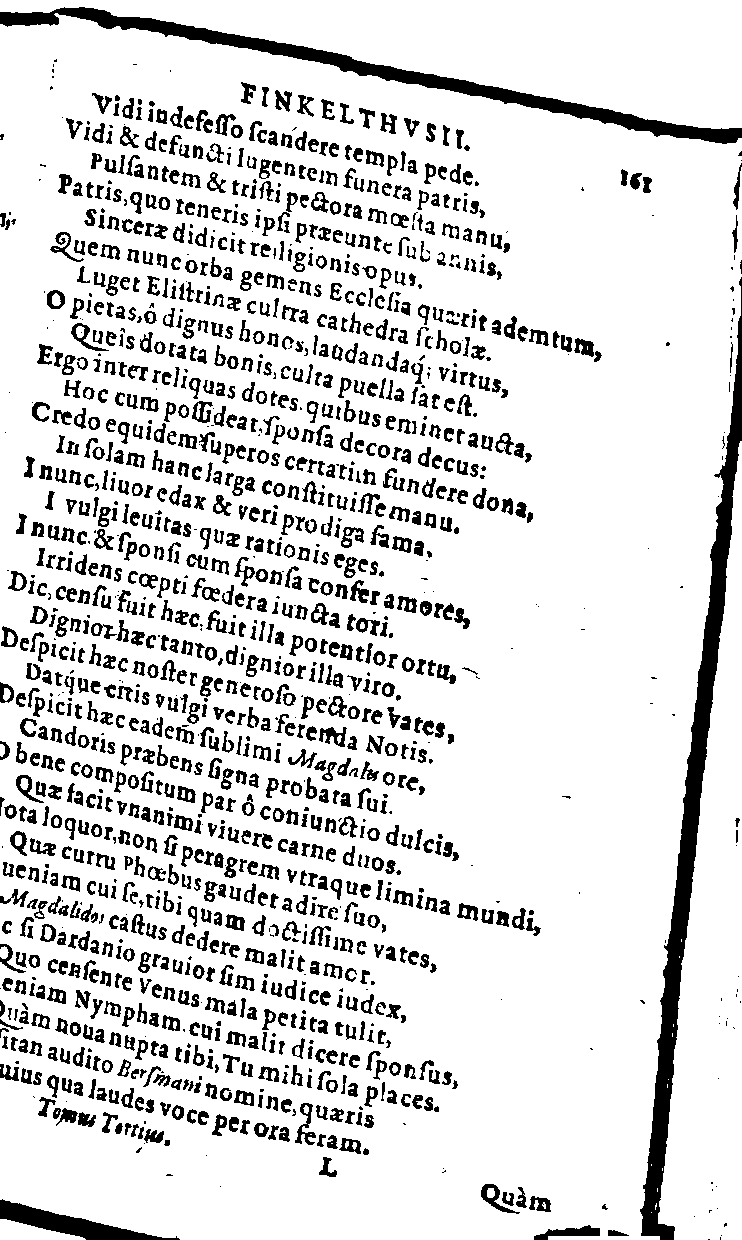 FINKELTHVSII. 161
Vidi indefeſſo ſcandere templa pede.
Vidi & defuncti lugentem funera patris,
Pulſantem & triſti pectora mœſta manu,
Patris, quo teneris ipſi præeunte ſub annis,
Sinceræ didicit religionis opus.
Quem nunc orba gemens Eccleſia quærit ademtum,
Luget Eliſtrinæ cultra cathedra ſcholæ.
O pietas, ô dignus honos, laudandaq; virtus,
Queîs dotata bonis, culta puella ſat eſt.
Ergo inter reliquas dotes quibus eminet aucta,
Hoc cum poſſideat, ſponſa decora decus:
Credo equidem ſuperos certatim fundere dona,
In ſolam hanc larga conſtituiſſe manu.
I nunc, liuor edax & veri prodiga fama,
I vulgi leuitas quæ rationis eges.
I nunc & ſponſi cum ſponſa confer amores,
Irridens cœpti fœdera iuncta tori.
Dic, cenſu fuit hæc, fuit illa potentior ortu,
Dignior hæc tanto, dignior illa viro.
Deſpicit hæc noſter generoſo pectore Vates,
Datque citis vulgi verba ferenda Notis.
Deſpicit hæc eadem ſublimi Magdalis ore,
Candoris præbens ſigna probata ſui.
O bene compoſitum par ô coniunctio dulcis,
Quæ facit vnanimi viuere carne duos.
Nota loquor, non ſi peragrem vtraque limina mundi,
Quæ curru Phœbus gaudet adire ſuo,
ueniam cui ſe, tibi quam doctiſſime vates,
Magdalidos caſtus dedere malit amor.
c ſi Dardanio grauior ſim iudice iudex,
Quo cenſente Venus mala petita tulit,
eniam Nympham. cui malit dicere ſponſus,
Quàm noua nupta tibi, Tu mihi ſola places.
ſitan audito Berſmani nomine, quæris
uius qua laudes voce per ora feram.
Tomus Tertius. L Quàm